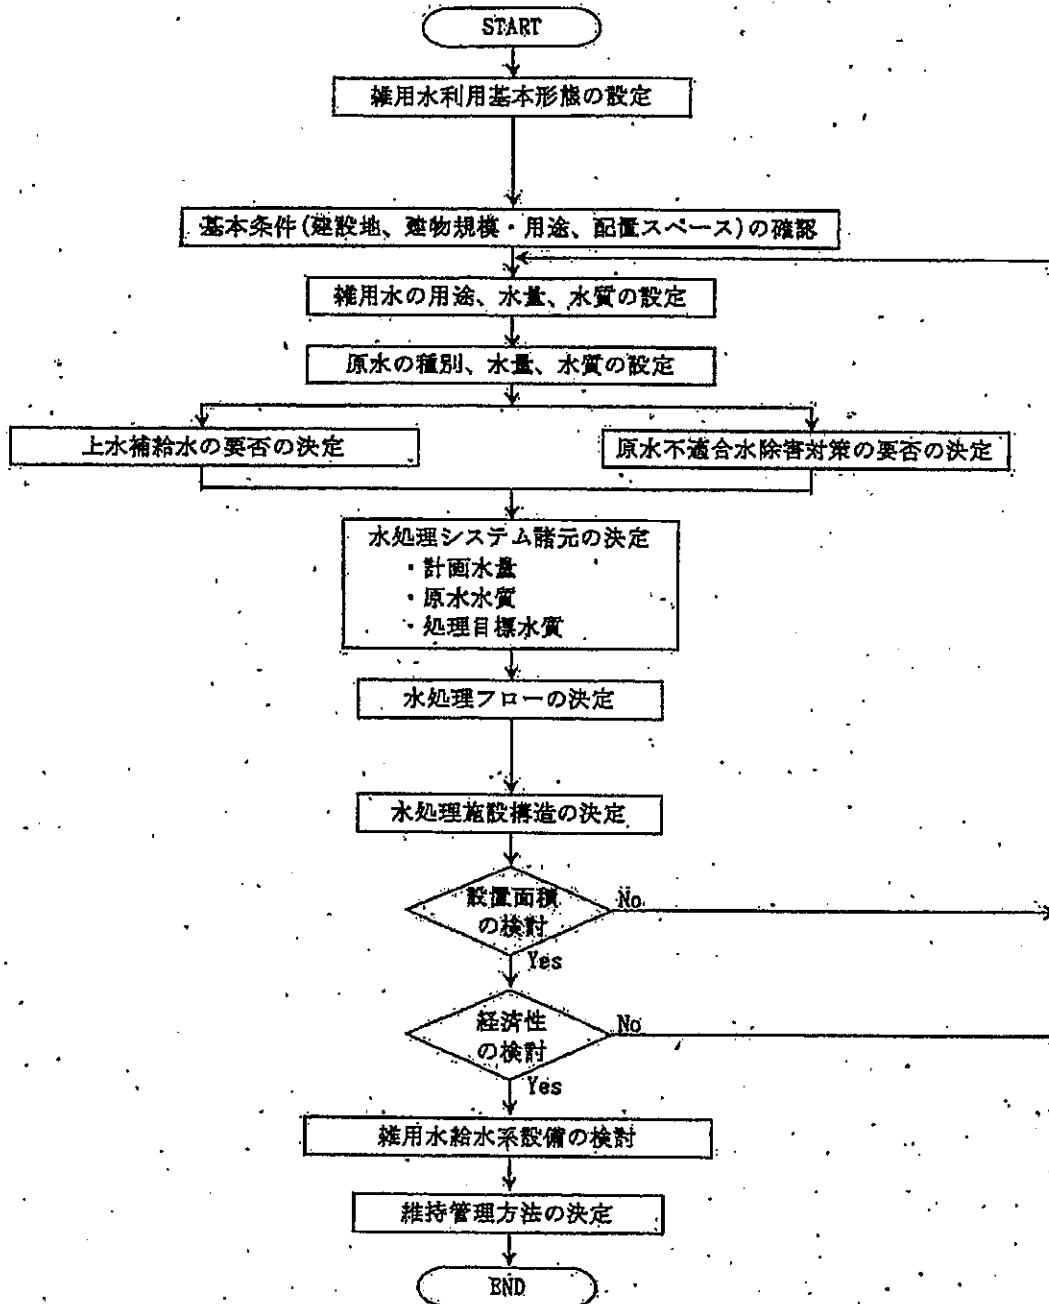 START
雑用水利用基本形態の設定
基本条件(建設地、建物規模・用途、配置スペース)の確認
雑用水の用途、水量、水質の設定
原水の種別、水量、水質の設定
上水補給水の要否の決定
原水不適合水除害対策の要否の決定
水処理システム諸元の決定
・計画水量
・原水水質
・処理目標水質
水処理フローの決定
水処理施設構造の決定
設置面積
の検討
No
Yes
経済性
の検討
No
Yes
雑用水給水系設備の検討
維持管理方法の決定
END